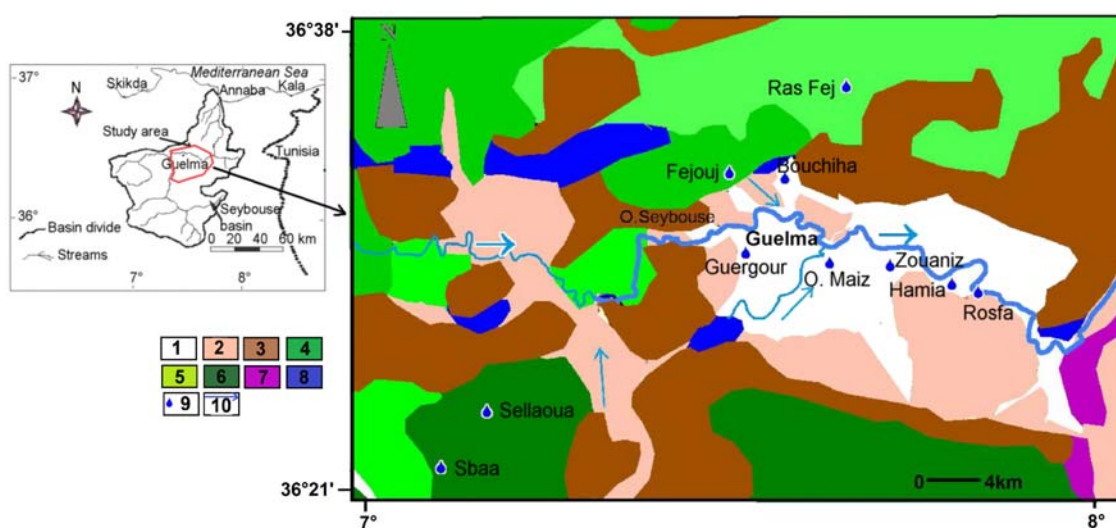 36°38'
N
Ras Fej
Fejouj
Bouchiha
O.Seybouse
Guelma
Guergour
O. Maiz
Zouaniz
Hamia
Rosfa
Sellaoua
Sbaa
0 4km
36°21'
7° 8°
37°
Mediterranean Sea
Skikda
Annaba
Kala
N
Study area
Tunisia
Guelma
36°
Seybouse
basin
Basin divide
0 20 40 60 km
Streams
7° 8°
1 2 3 4
5 6 7 8
9 10